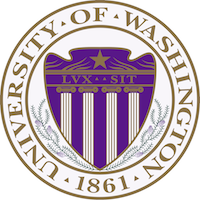 UNIVERSITY OF WASHINGTON
LVX · SIT
· 1861 ·